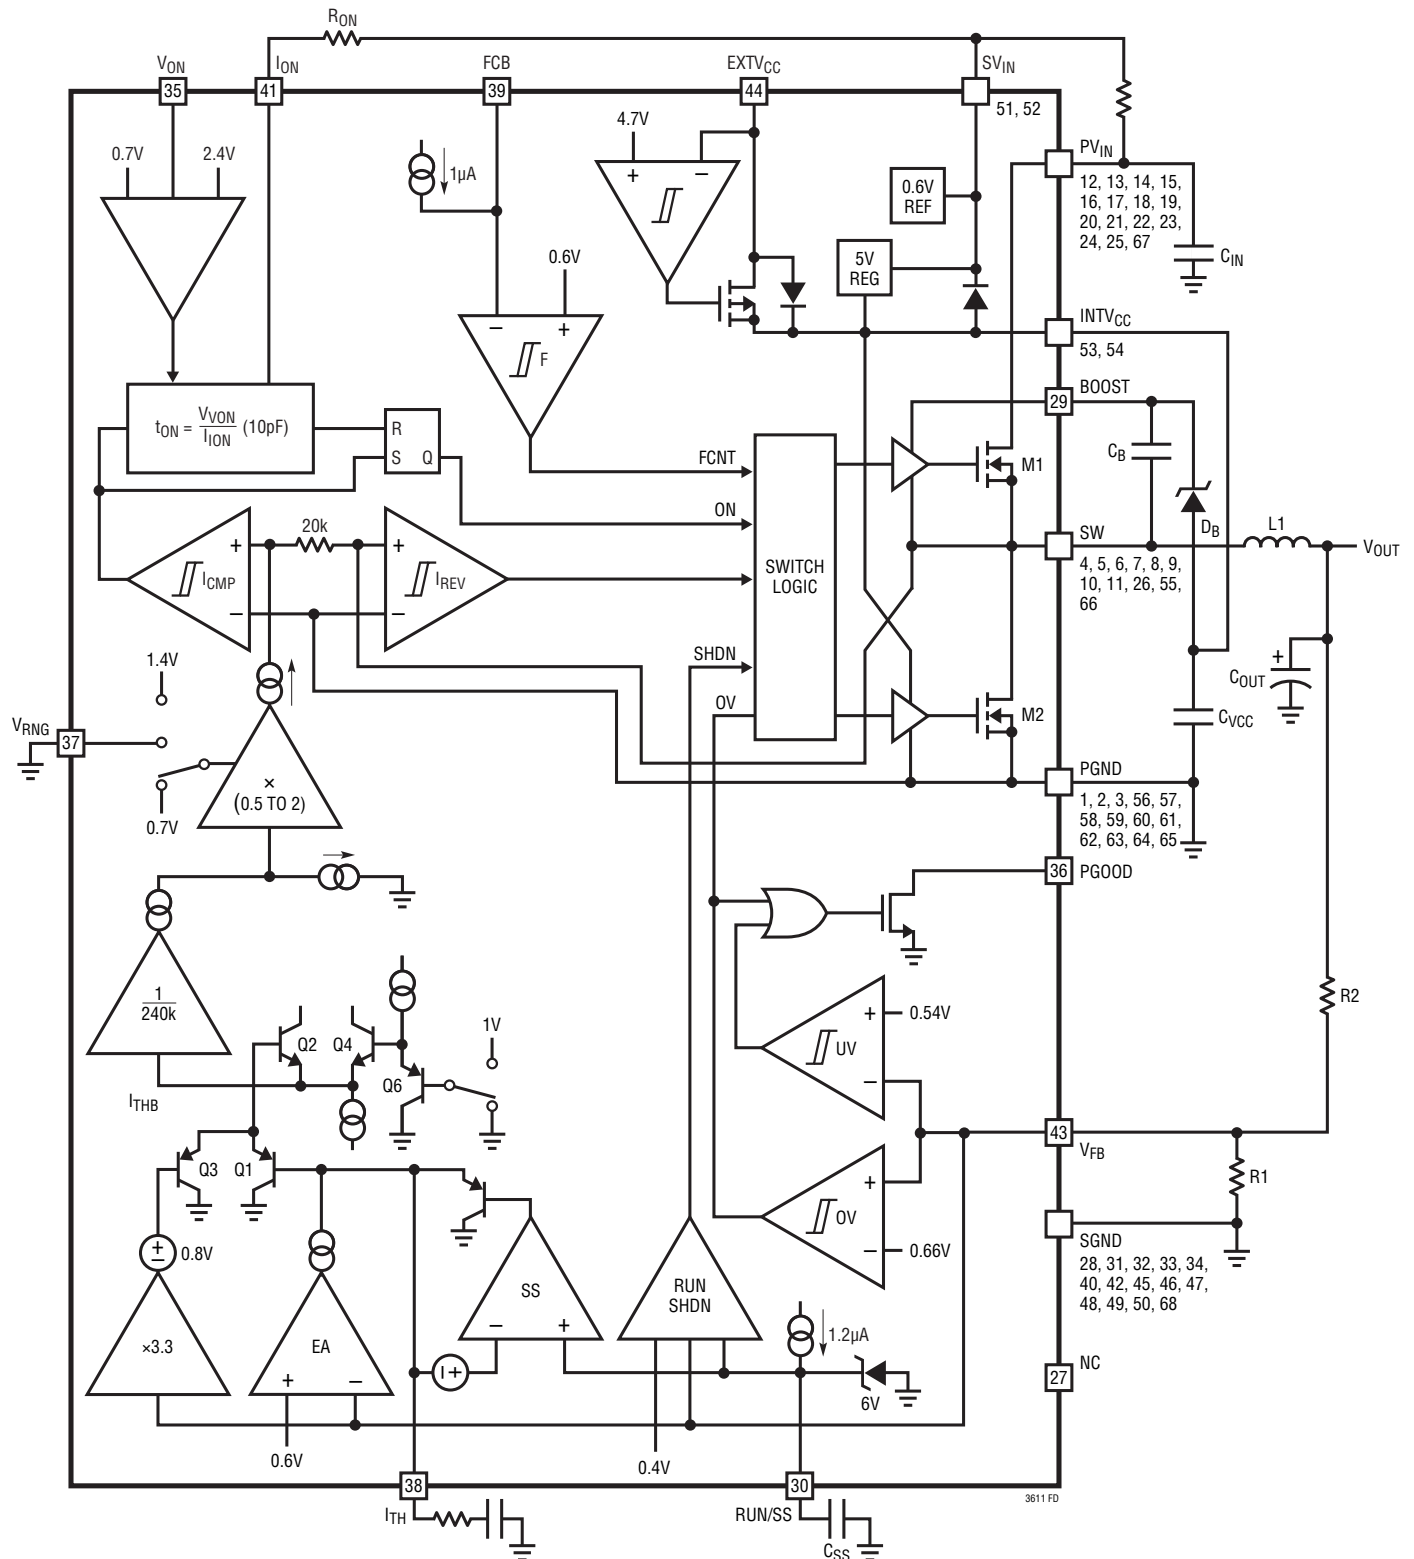 RON
VON
ION
FCB
EXTVCC
SVIN
35
41
39
44
51, 52
0.7V
2.4V
1µA
4.7V
+
−
0.6V
REF
5V
REG
PVIN
12, 13, 14, 15,
16, 17, 18, 19,
20, 21, 22, 23,
24, 25, 67
CIN
0.6V
−
+
F
INTVCC
53, 54
tON = VVON / IION (10pF)
R
S
Q
FCNT
ON
SWITCH
LOGIC
SHDN
OV
29
BOOST
M1
CB
DB
SW
4, 5, 6, 7, 8, 9,
10, 11, 26, 55,
66
L1
VOUT
20k
+
−
ICMP
+
−
IREV
1.4V
VRNG
37
0.7V
×
(0.5 TO 2)
M2
+
COUT
CVCC
PGND
1, 2, 3, 56, 57,
58, 59, 60, 61,
62, 63, 64, 65
36
PGOOD
1
240k
Q2
Q4
Q6
1V
ITHB
+
−
UV
0.54V
R2
43
VFB
Q3
Q1
+
−
OV
0.66V
R1
SGND
28, 31, 32, 33, 34,
40, 42, 45, 46, 47,
48, 49, 50, 68
+
−
0.8V
×3.3
EA
+
−
0.6V
SS
−
+
−
+
RUN
SHDN
1.2µA
6V
0.4V
NC
27
38
ITH
30
RUN/SS
CSS
3611 FD